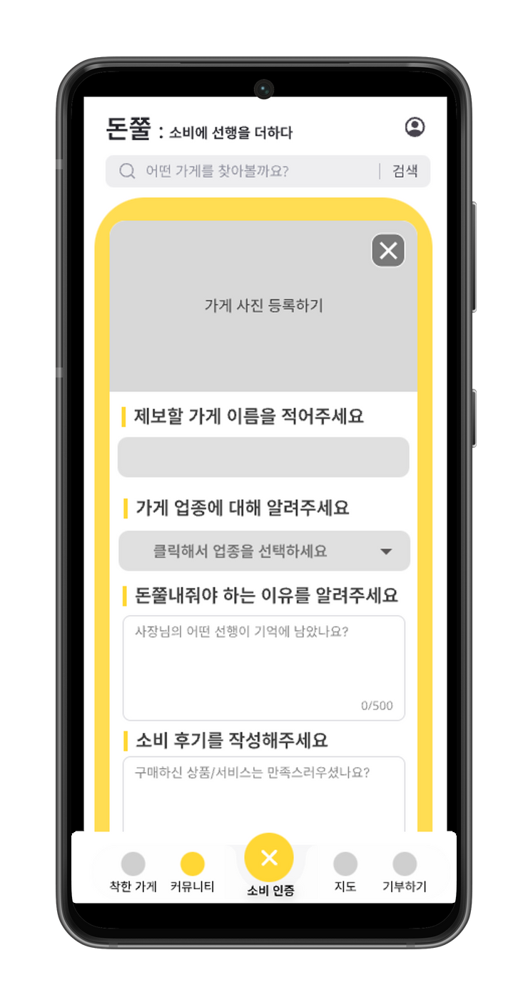 돈쭐 : 소비에 선행을 더하다
어떤 가게를 찾아볼까요? 검색
가게 사진 등록하기
제보할 가게 이름을 적어주세요
가게 업종에 대해 알려주세요
클릭해서 업종을 선택하세요
돈쭐내줘야 하는 이유를 알려주세요
사장님의 어떤 선행이 기억에 남았나요?
0/500
소비 후기를 작성해주세요
구매하신 상품/서비스는 만족스러우셨나요?
착한 가게 커뮤니티 소비 인증 지도 기부하기